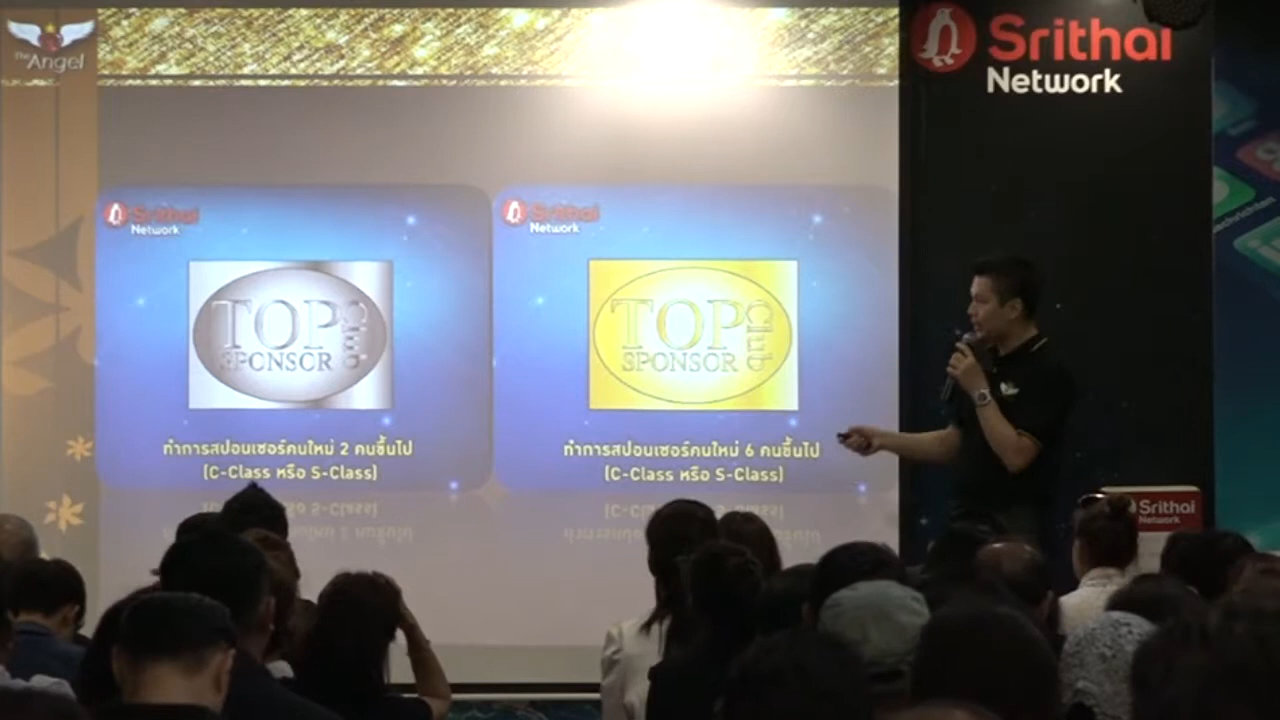 The Angel
Srithai
Network
Srithai
Network
TOP
SPONSOR
Club
ทำการสปอนเซอร์คนใหม่ 2 คนขึ้นไป
(C-Class หรือ S-Class)
Srithai
Network
TOP
SPONSOR
Club
ทำการสปอนเซอร์คนใหม่ 6 คนขึ้นไป
(C-Class หรือ S-Class)
Srithai
Network